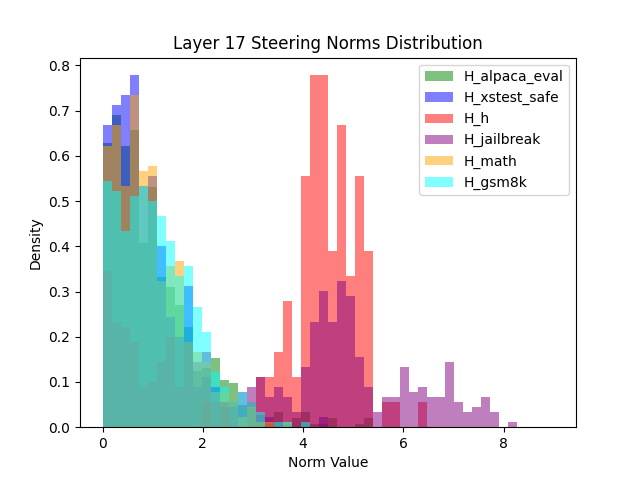 Layer 17 Steering Norms Distribution
0.8
0.7
0.6
0.5
0.4
0.3
0.2
0.1
0.0
Density
H_alpaca_eval
H_xstest_safe
H_h
H_jailbreak
H_math
H_gsm8k
0 2 4 6 8
Norm Value